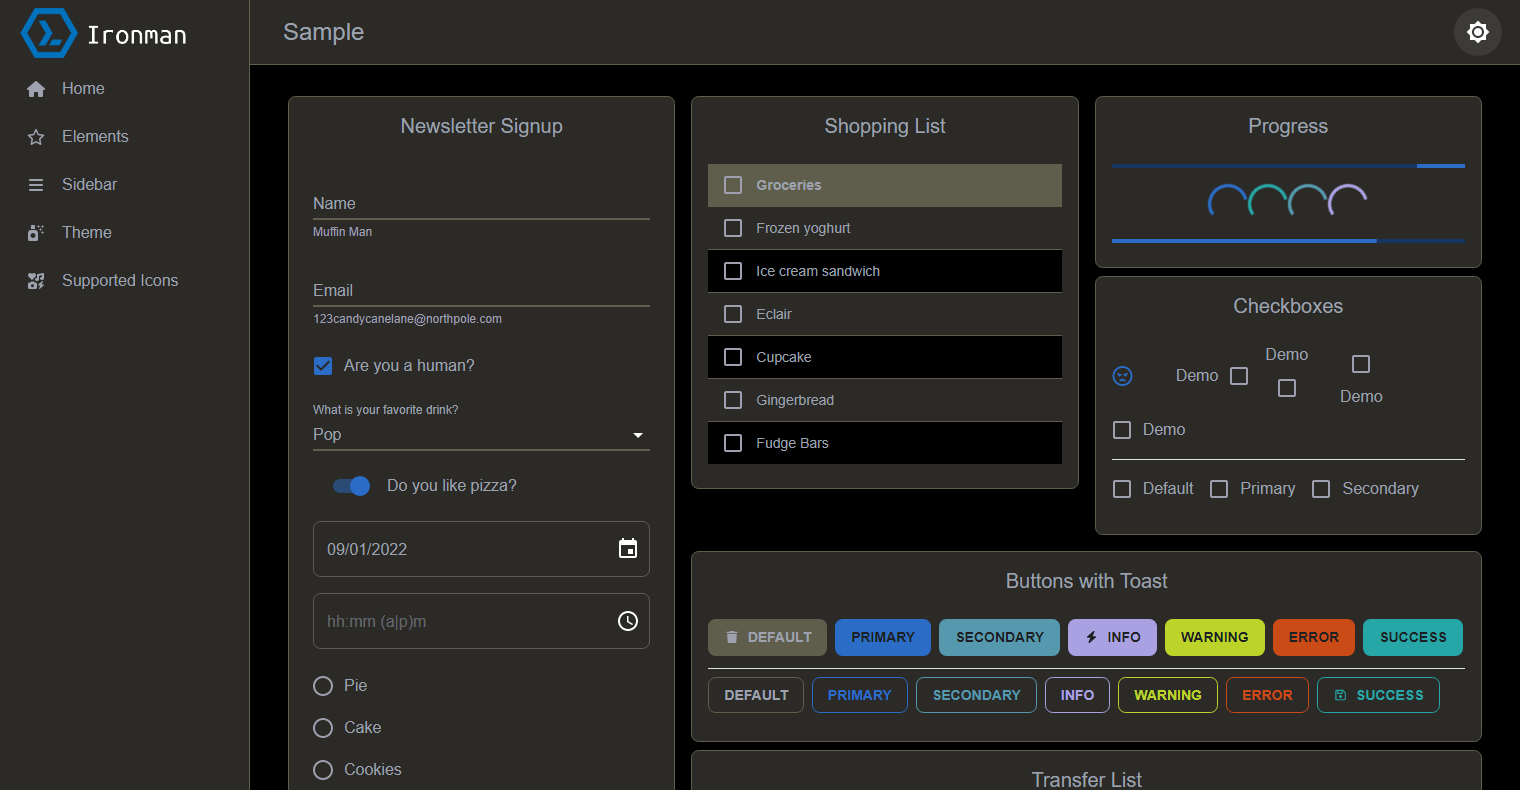 Ironman
Home
Elements
Sidebar
Theme
Supported Icons
Sample
Newsletter Signup
Name
Muffin Man
Email
123candycanelane@northpole.com
Are you a human?
What is your favorite drink?
Pop
Do you like pizza?
09/01/2022
hh:mm (a|p)m
Pie
Cake
Cookies
Shopping List
Groceries
Frozen yoghurt
Ice cream sandwich
Eclair
Cupcake
Gingerbread
Fudge Bars
Progress
Checkboxes
Demo
Demo
Demo
Demo
Default Primary Secondary
Buttons with Toast
DEFAULT PRIMARY SECONDARY INFO WARNING ERROR SUCCESS
DEFAULT PRIMARY SECONDARY INFO WARNING ERROR SUCCESS
Transfer List